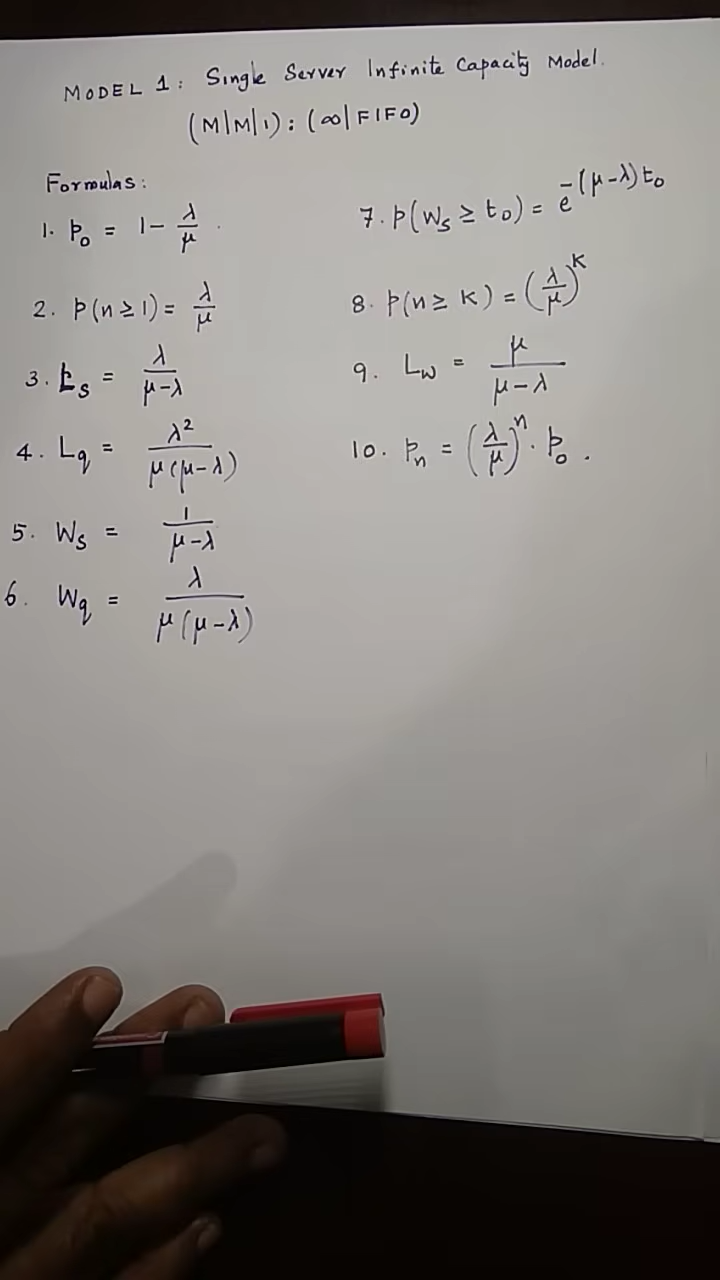 MODEL 1: Single Server Infinite Capacity Model.
(M|M|1): (∞|FIFO)
Formulas:
1. p₀ = 1 - λ/μ
2. p(n ≥ 1) = λ/μ
3. Ls = λ/(μ-λ)
4. Lq = λ²/(μ(μ-λ))
5. Ws = 1/(μ-λ)
6. Wq = λ/(μ(μ-λ))
7. p(Ws ≥ t₀) = e^-(μ-λ)t₀
8. p(n ≥ K) = (λ/μ)^K
9. Lw = μ/(μ-λ)
10. pn = (λ/μ)^n · p₀.